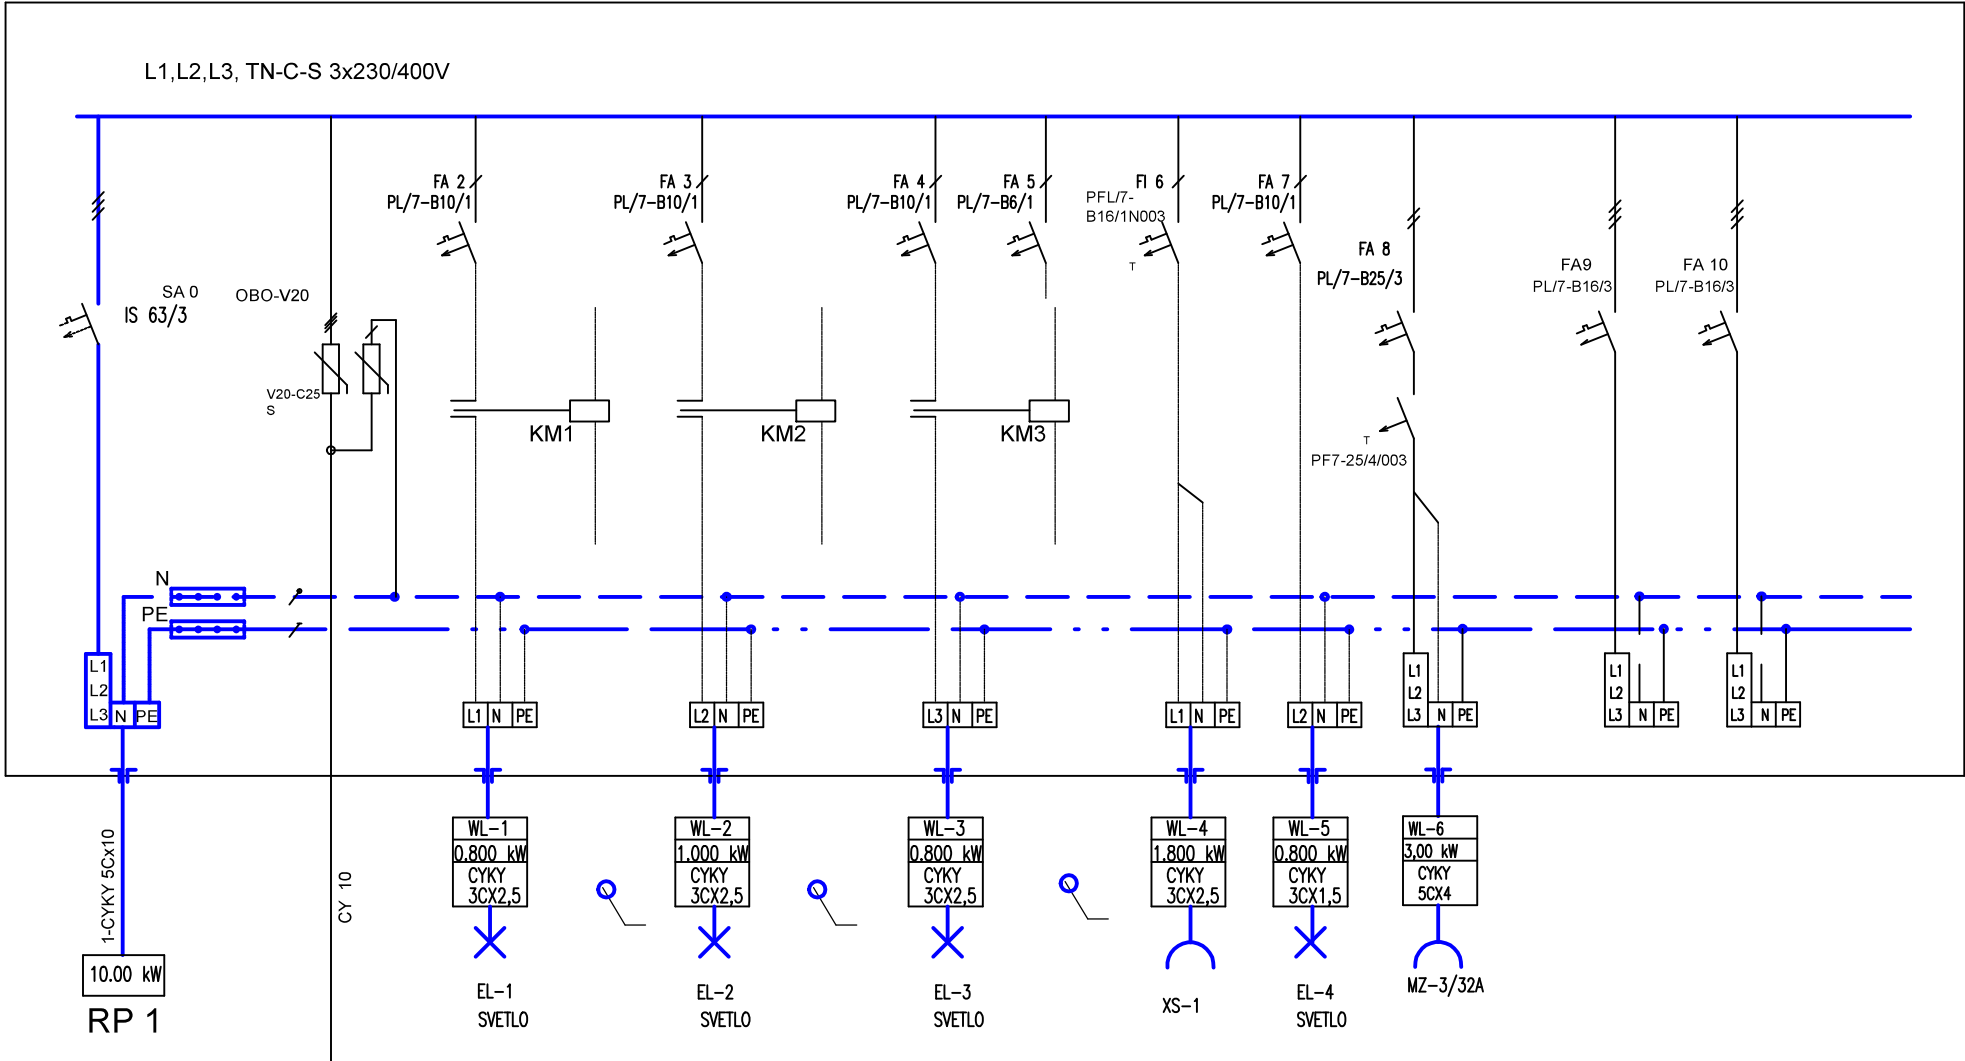 L1,L2,L3, TN-C-S 3x230/400V
FA 2
PL/7-B10/1
FA 3
PL/7-B10/1
FA 4
PL/7-B10/1
FA 5
PL/7-B6/1
FI 6
PFL/7-
B16/1N003
T
FA 7
PL/7-B10/1
FA 8
PL/7-B25/3
FA9
PL/7-B16/3
FA 10
PL/7-B16/3
SA 0
IS 63/3
OBO-V20
V20-C25
S
KM1
KM2
KM3
T
PF7-25/4/003
N
PE
L1
L2
L3 N PE
L1 N PE
L2 N PE
L3 N PE
L1 N PE
L2 N PE
L1
L2
L3 N PE
L1
L2
L3 N PE
L1
L2
L3 N PE
1-CYKY 5Cx10
10.00 kW
RP 1
CY 10
WL-1
0.800 kW
CYKY
3CX2,5
EL-1
SVETLO
WL-2
1.000 kW
CYKY
3CX2,5
EL-2
SVETLO
WL-3
0.800 kW
CYKY
3CX2,5
EL-3
SVETLO
WL-4
1.800 kW
CYKY
3CX2,5
XS-1
WL-5
0.800 kW
CYKY
3CX1,5
EL-4
SVETLO
WL-6
3,00 kW
CYKY
5CX4
MZ-3/32A